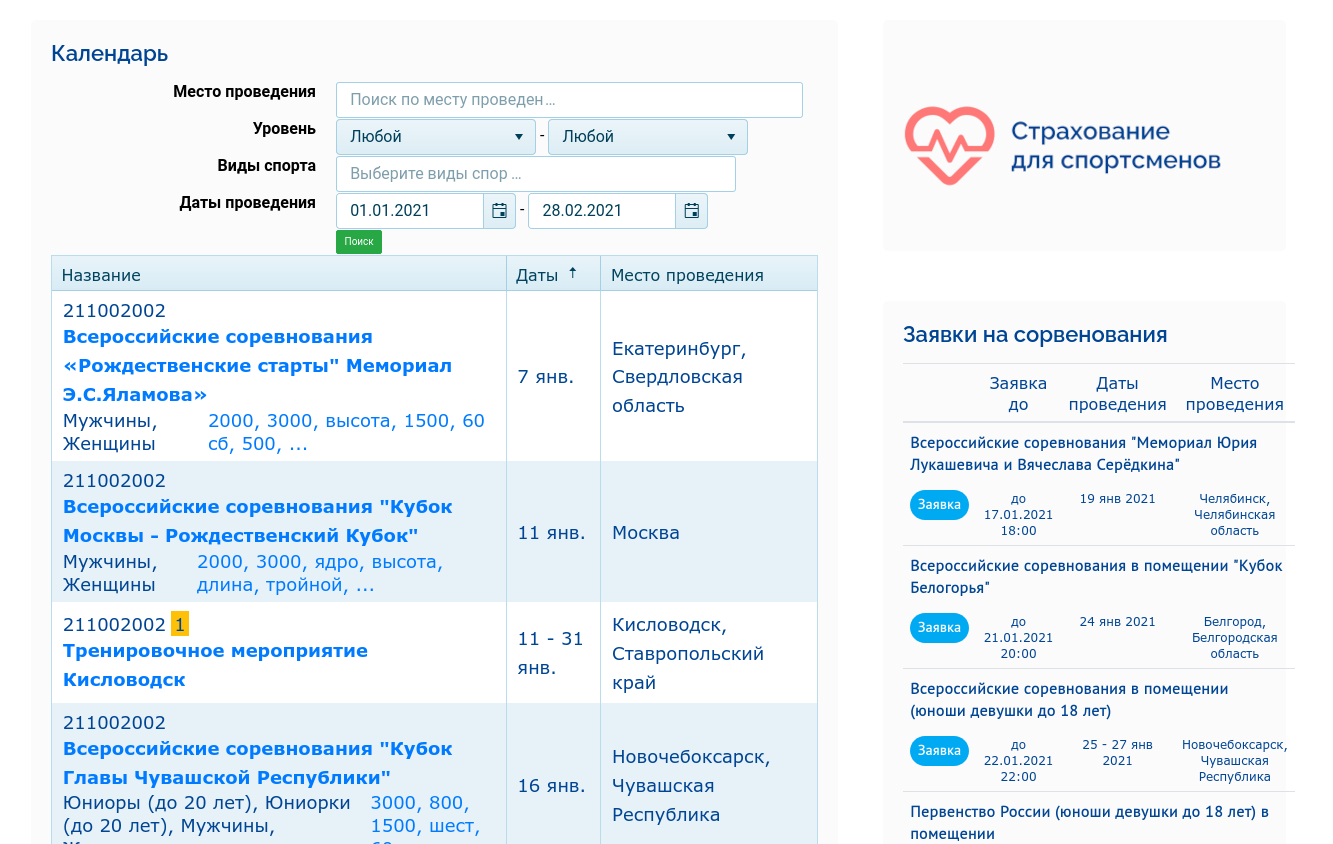 Календарь
Место проведения
Поиск по месту проведен ...
Уровень
Любой - Любой
Виды спорта
Выберите виды спор ...
Даты проведения
01.01.2021 - 28.02.2021
Поиск
Название Даты ↑ Место проведения
211002002
Всероссийские соревнования
«Рождественские старты" Мемориал
Э.С.Яламова»
Мужчины, 2000, 3000, высота, 1500, 60
Женщины сб, 500, ...
7 янв.
Екатеринбург,
Свердловская
область
211002002
Всероссийские соревнования "Кубок
Москвы - Рождественский Кубок"
Мужчины, 2000, 3000, ядро, высота,
Женщины длина, тройной, ...
11 янв.
Москва
211002002 1
Тренировочное мероприятие
Кисловодск
11 - 31
янв.
Кисловодск,
Ставропольский
край
211002002
Всероссийские соревнования "Кубок
Главы Чувашской Республики"
Юниоры (до 20 лет), Юниорки 3000, 800,
(до 20 лет), Мужчины, 1500, шест,
16 янв.
Новочебоксарск,
Чувашская
Республика
Страхование
для спортсменов
Заявки на сорвенования
Заявка Даты Место
до проведения проведения
Всероссийские соревнования "Мемориал Юрия
Лукашевича и Вячеслава Серёдкина"
Заявка
до
17.01.2021
18:00
19 янв 2021
Челябинск,
Челябинская
область
Всероссийские соревнования в помещении "Кубок
Белогорья"
Заявка
до
21.01.2021
20:00
24 янв 2021
Белгород,
Белгородская
область
Всероссийские соревнования в помещении
(юноши девушки до 18 лет)
Заявка
до
22.01.2021
22:00
25 - 27 янв
2021
Новочебоксарск,
Чувашская
Республика
Первенство России (юноши девушки до 18 лет) в
помещении